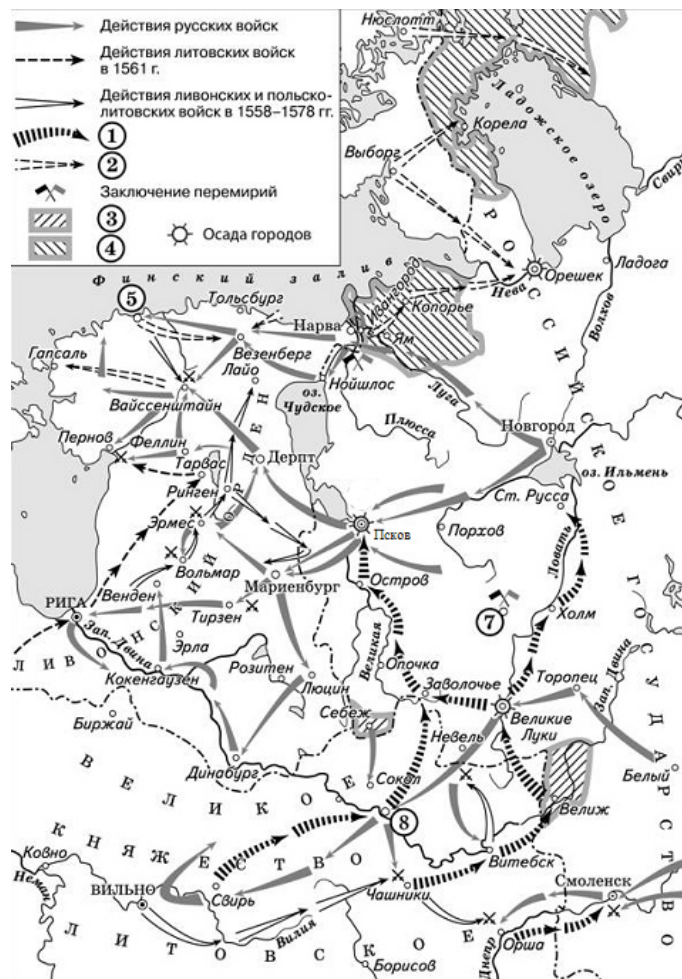 Действия русских войск
Действия литовских войск
в 1561 г.
Действия ливонских и польско-
литовских войск в 1558–1578 гг.
1
2
Заключение перемирий
3
4
Осада городов
Нюслотт
Ладожское озеро
Корела
Выборг
Свирь
РОССИЙСКОЕ ГОСУДАРСТВО
Орешек
Ладога
Нева
Волхов
Финский залив
5
Тольсбург
Нарва
Ивангород
Копорье
Ям
Гапсаль
Везенберг
Лайо
Нойшлос
оз.
Чудское
Луга
Вайссенштайн
Плюсса
Новгород
Пернов
Феллин
Дерпт
оз. Ильмень
Тарвас
Ринген
Ст. Русса
Псков
Порхов
Эрмес
Ловать
Вольмар
Остров
Мариенбург
Венден
7
Холм
РИГА
Тирзен
Зап. Двина
Эрла
Великая
ЛИВОНСКИЙ ОРДЕН
Розитен
Опочка
Заволочье
Торопец
Зап. Двина
Кокенгаузен
Люцин
Биржай
Себеж
Невель
Великие
Луки
Динабург
Сокол
Белый
8
Велиж
ВЕЛИКОЕ
КНЯЖЕСТВО
Ковно
Неман
Витебск
ВИЛЬНО
Свирь
Чашники
Смоленск
Вилия
Орша
Днепр
ЛИТОВСКОЕ
Борисов